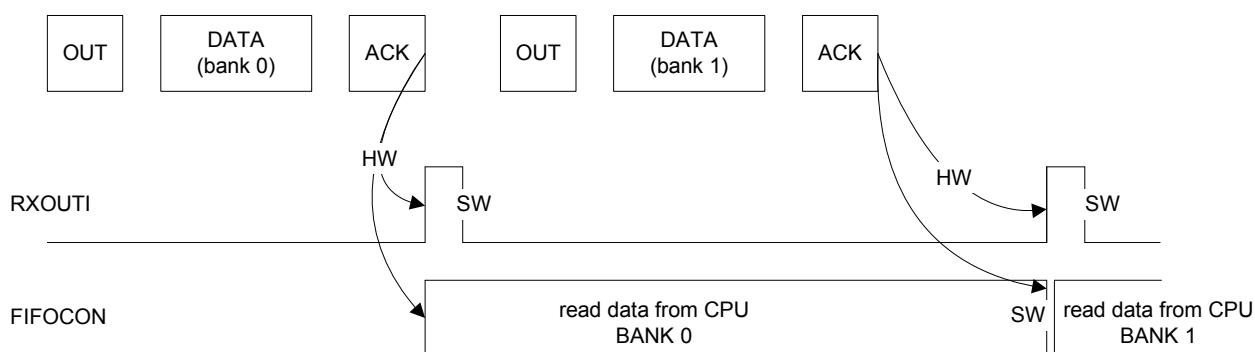 OUT
DATA
(bank 0)
ACK
OUT
DATA
(bank 1)
ACK
HW
HW
RXOUTI
SW
SW
FIFOCON
read data from CPU
BANK 0
SW
read data from CPU
BANK 1